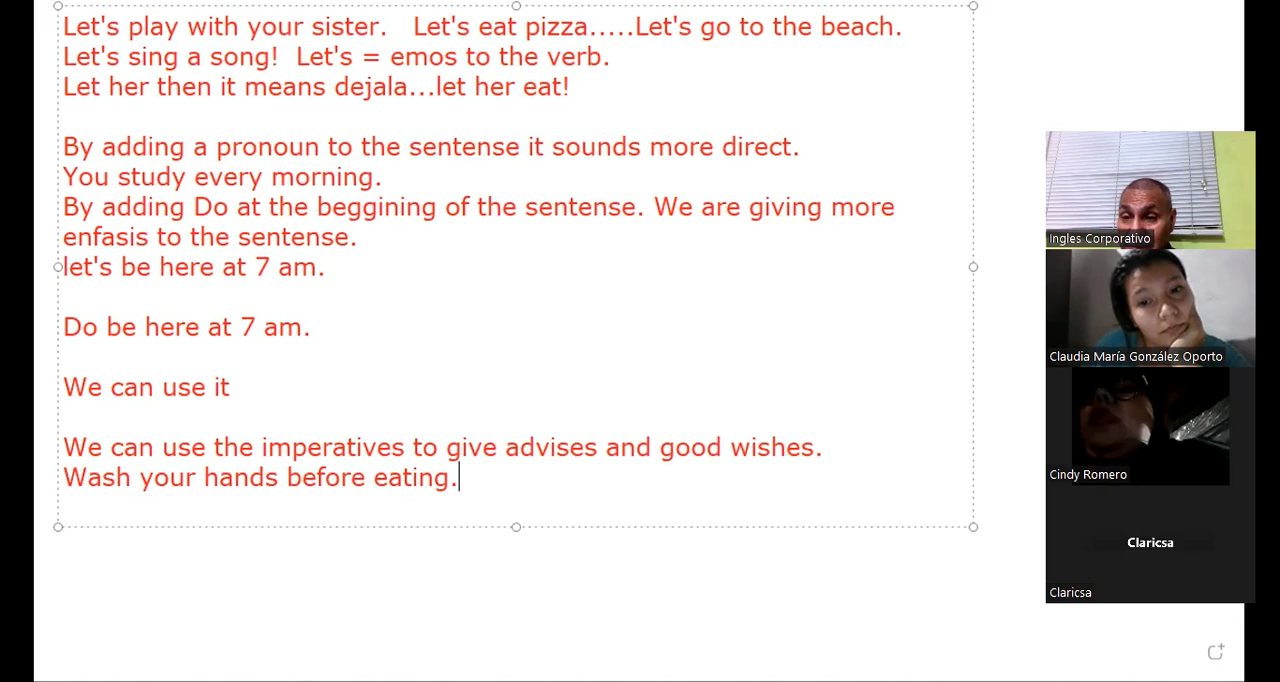 Let's play with your sister.   Let's eat pizza.....Let's go to the beach.
Let's sing a song!  Let's = emos to the verb.
Let her then it means dejala...let her eat!
By adding a pronoun to the sentense it sounds more direct.
You study every morning.
By adding Do at the beggining of the sentense. We are giving more
enfasis to the sentense.
let's be here at 7 am.
Do be here at 7 am.
We can use it
We can use the imperatives to give advises and good wishes.
Wash your hands before eating.
Ingles Corporativo
Claudia María González Oporto
Cindy Romero
Claricsa
Claricsa